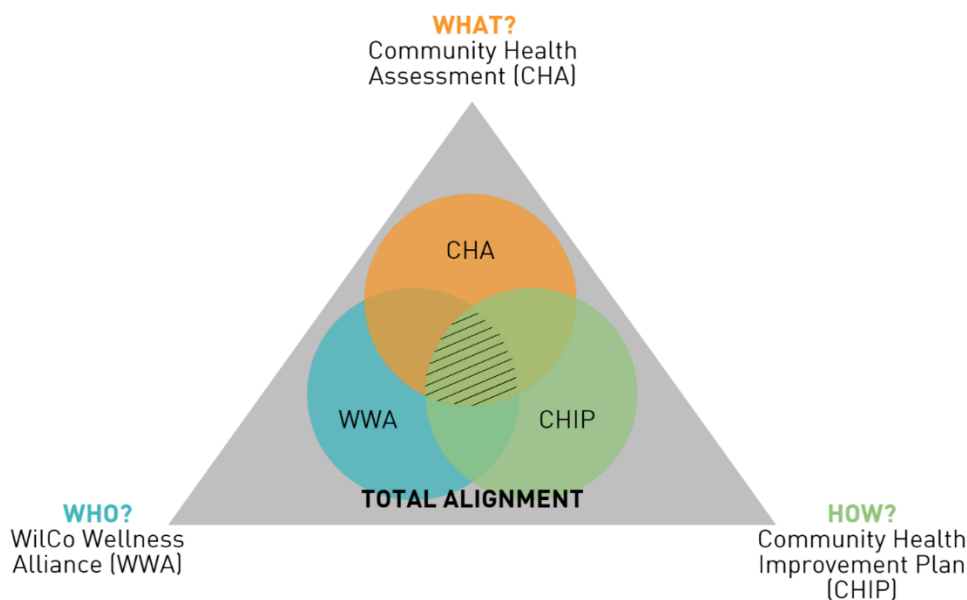 WHAT?
Community Health
Assessment (CHA)
CHA
WWA
CHIP
TOTAL ALIGNMENT
WHO?
WilCo Wellness
Alliance (WWA)
HOW?
Community Health
Improvement Plan
(CHIP)